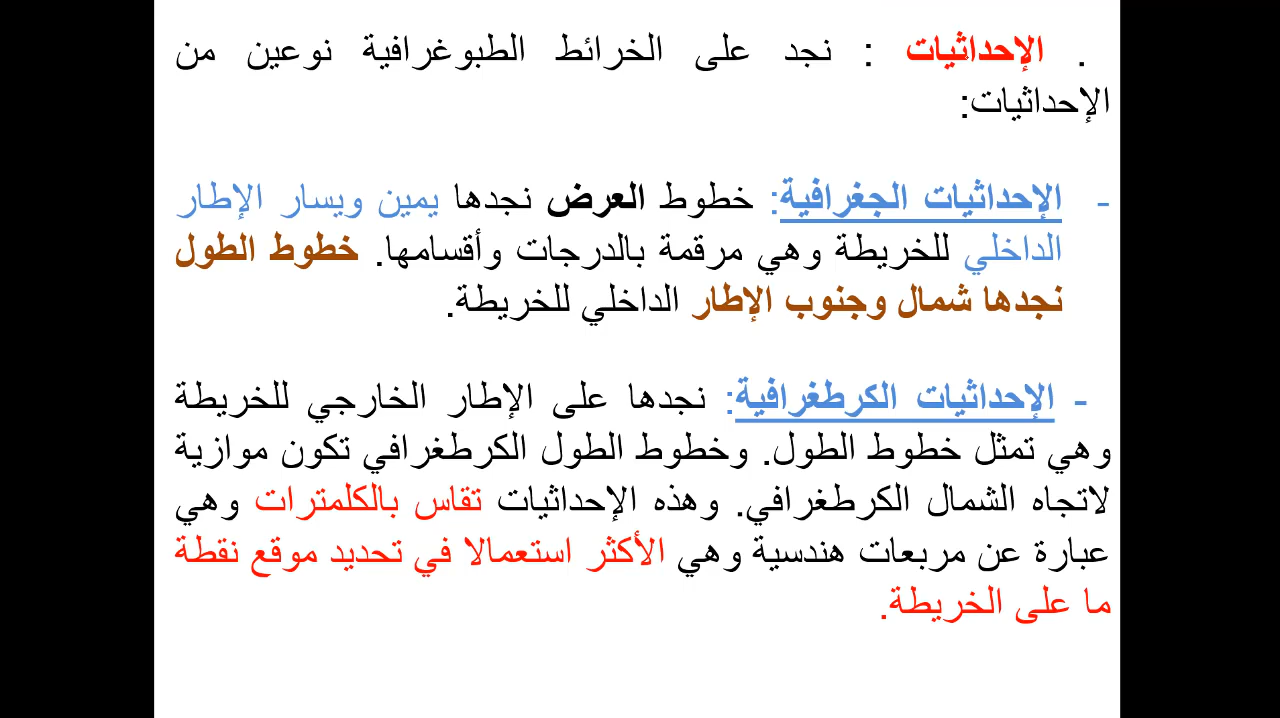 . الإحداثيات : نجد على الخرائط الطبوغرافية نوعين من
الإحداثيات:
- الإحداثيات الجغرافية: خطوط العرض نجدها يمين ويسار الإطار
الداخلي للخريطة وهي مرقمة بالدرجات وأقسامها. خطوط الطول
نجدها شمال وجنوب الإطار الداخلي للخريطة.
- الإحداثيات الكرطغرافية: نجدها على الإطار الخارجي للخريطة
وهي تمثل خطوط الطول. وخطوط الطول الكرطغرافي تكون موازية
لاتجاه الشمال الكرطغرافي. وهذه الإحداثيات تقاس بالكلمترات وهي
عبارة عن مربعات هندسية وهي الأكثر استعمالا في تحديد موقع نقطة
ما على الخريطة.